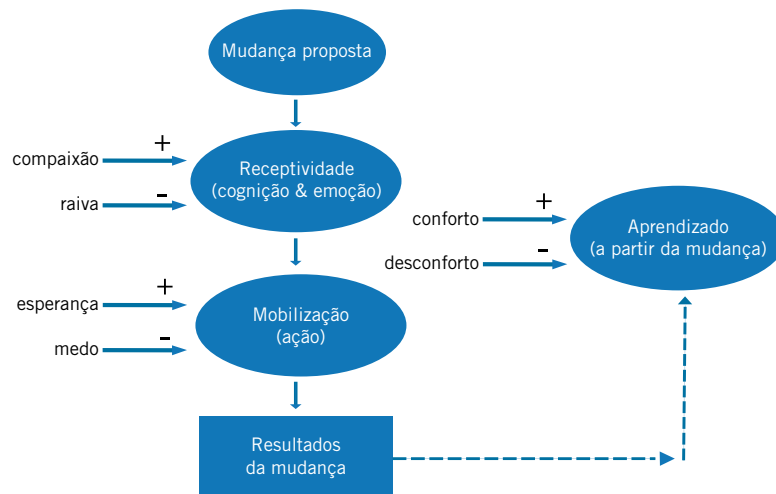 Mudança proposta
compaixão
+
raiva
-
Receptividade
(cognição & emoção)
conforto
+
desconforto
-
Aprendizado
(a partir da mudança)
esperança
+
medo
-
Mobilização
(ação)
Resultados
da mudança